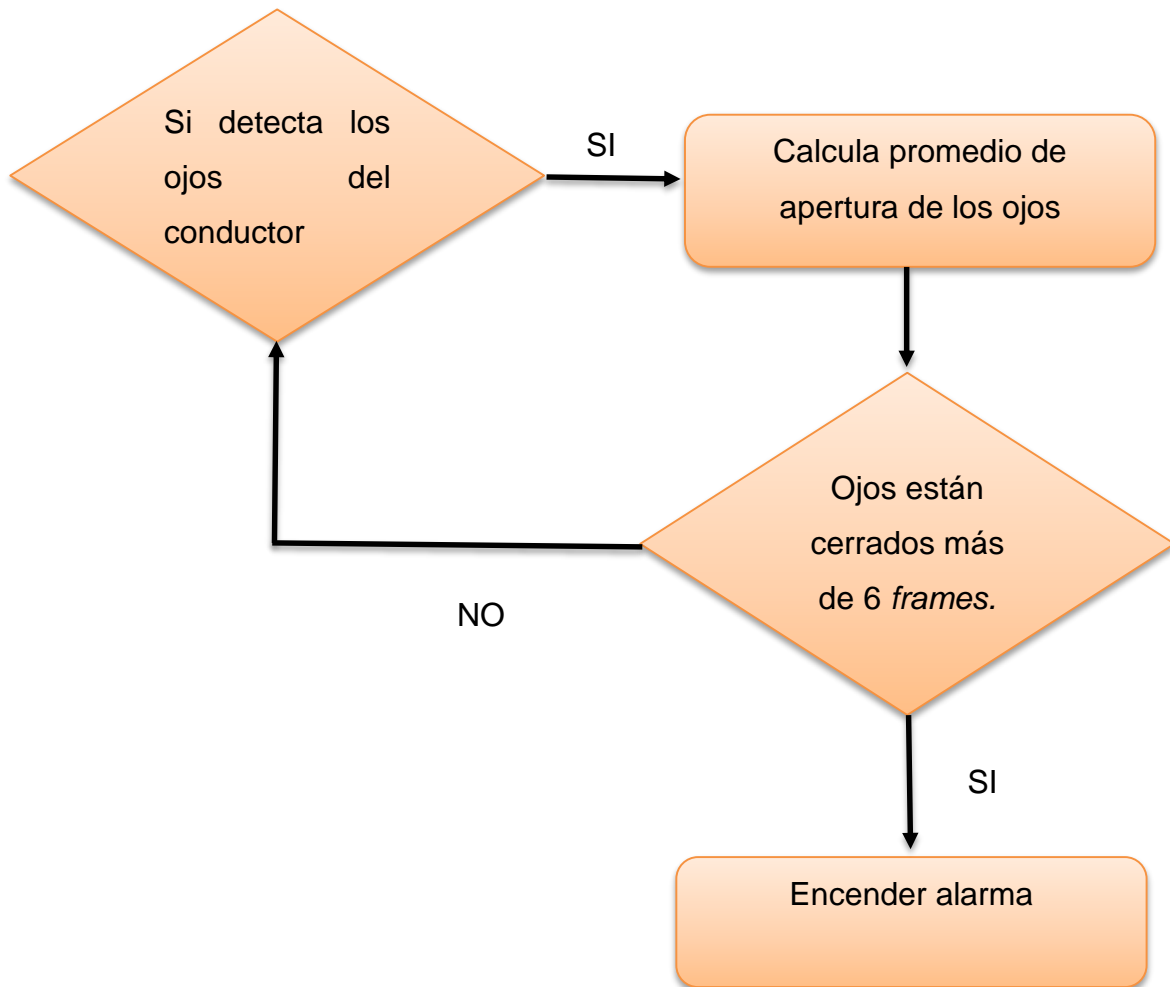 Si detecta los
ojos del
conductor
SI
Calcula promedio de
apertura de los ojos
Ojos están
cerrados más
de 6 frames.
NO
SI
Encender alarma